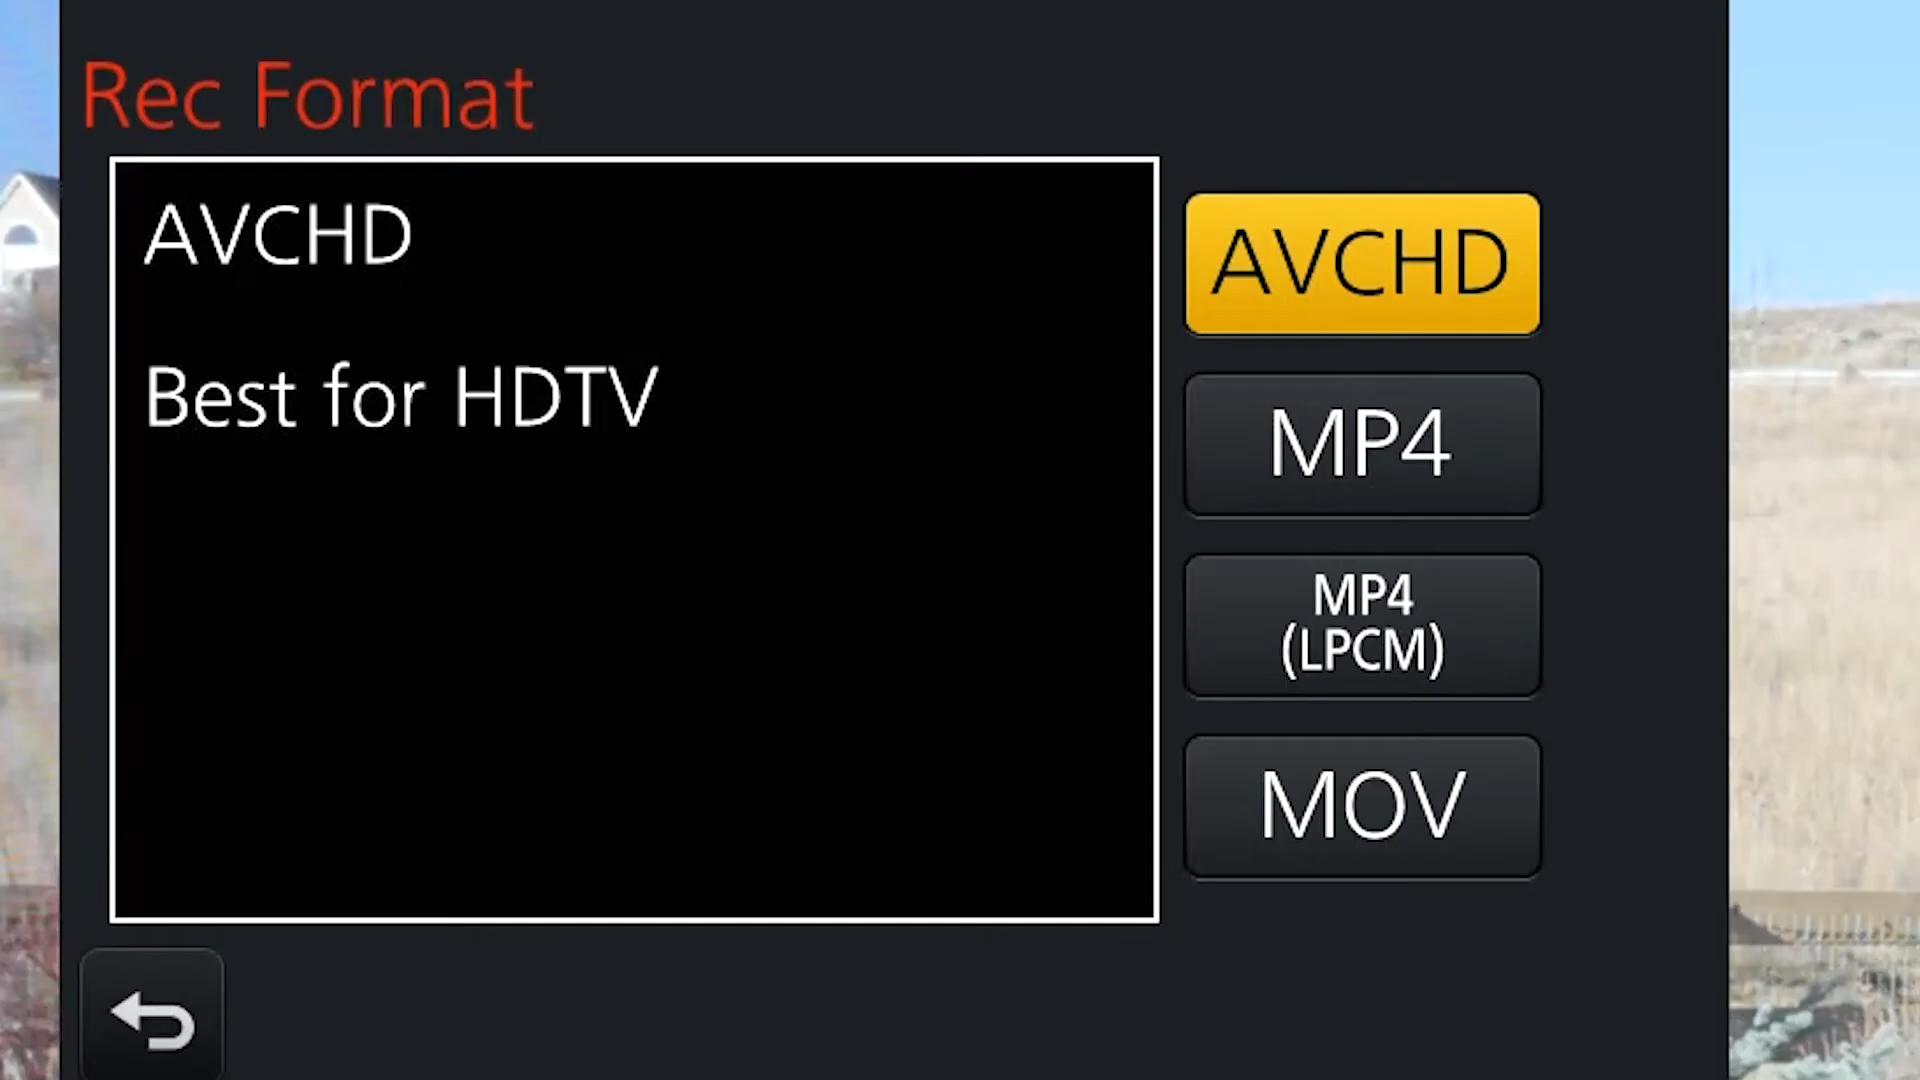 Rec Format
AVCHD
Best for HDTV
AVCHD
MP4
MP4
(LPCM)
MOV